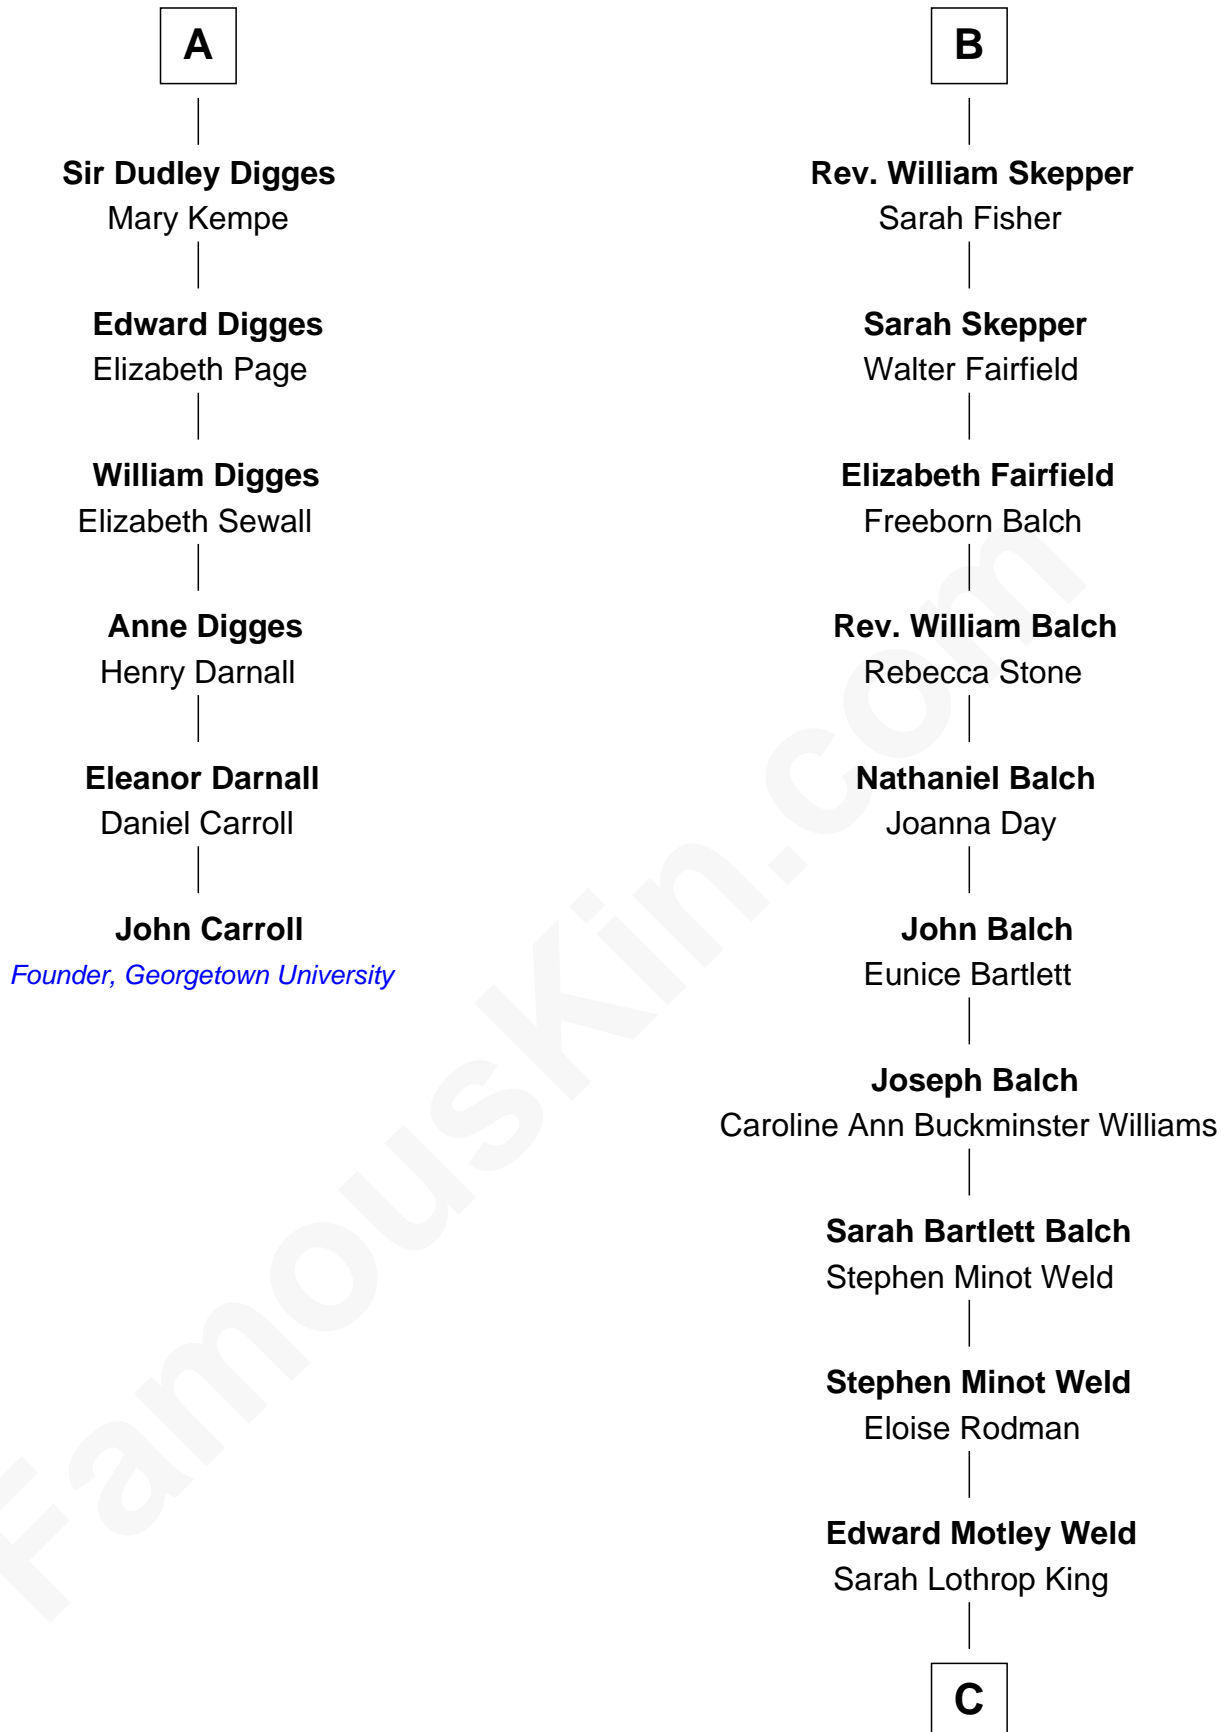 A
Sir Dudley Digges
Mary Kempe
Edward Digges
Elizabeth Page
William Digges
Elizabeth Sewall
Anne Digges
Henry Darnall
Eleanor Darnall
Daniel Carroll
John Carroll
Founder, Georgetown University
B
Rev. William Skepper
Sarah Fisher
Sarah Skepper
Walter Fairfield
Elizabeth Fairfield
Freeborn Balch
Rev. William Balch
Rebecca Stone
Nathaniel Balch
Joanna Day
John Balch
Eunice Bartlett
Joseph Balch
Caroline Ann Buckminster Williams
Sarah Bartlett Balch
Stephen Minot Weld
Stephen Minot Weld
Eloise Rodman
Edward Motley Weld
Sarah Lothrop King
C
FamousKin.com